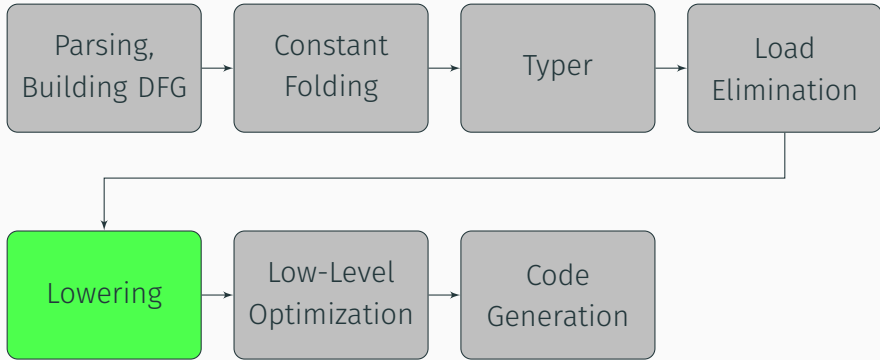 Parsing,
Building DFG
Constant
Folding
Typer
Load
Elimination
Lowering
Low-Level
Optimization
Code
Generation